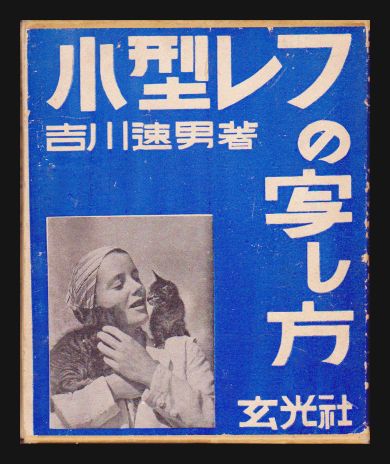 小型レフの写し方
吉川速男著
玄光社